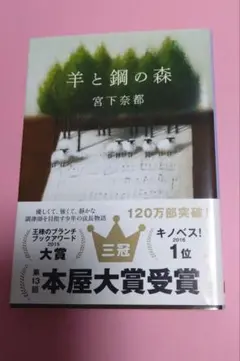 羊と鋼の森
宮下奈都
優しくて、強くて、静かな
調律師を目指す少年の成長物語
120万部突破!
王様のブランチ
ブックアワード
2015
大賞
三冠
キノベス!
2016
1位
第13回
本屋大賞受賞